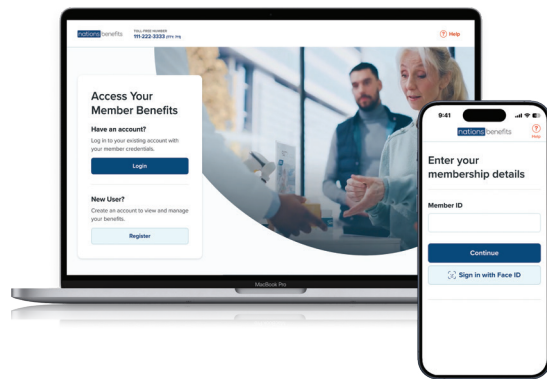 nations benefits
TOLL-FREE NUMBER
111-222-3333 (TTY: 711)
Help
Access Your
Member Benefits
Have an account?
Log in to your existing account with
your member credentials.
Login
New User?
Create an account to view and manage
your benefits.
Register
MacBook Pro
9:41
nations benefits
Help
Enter your
membership details
Member ID
Continue
Sign in with Face ID